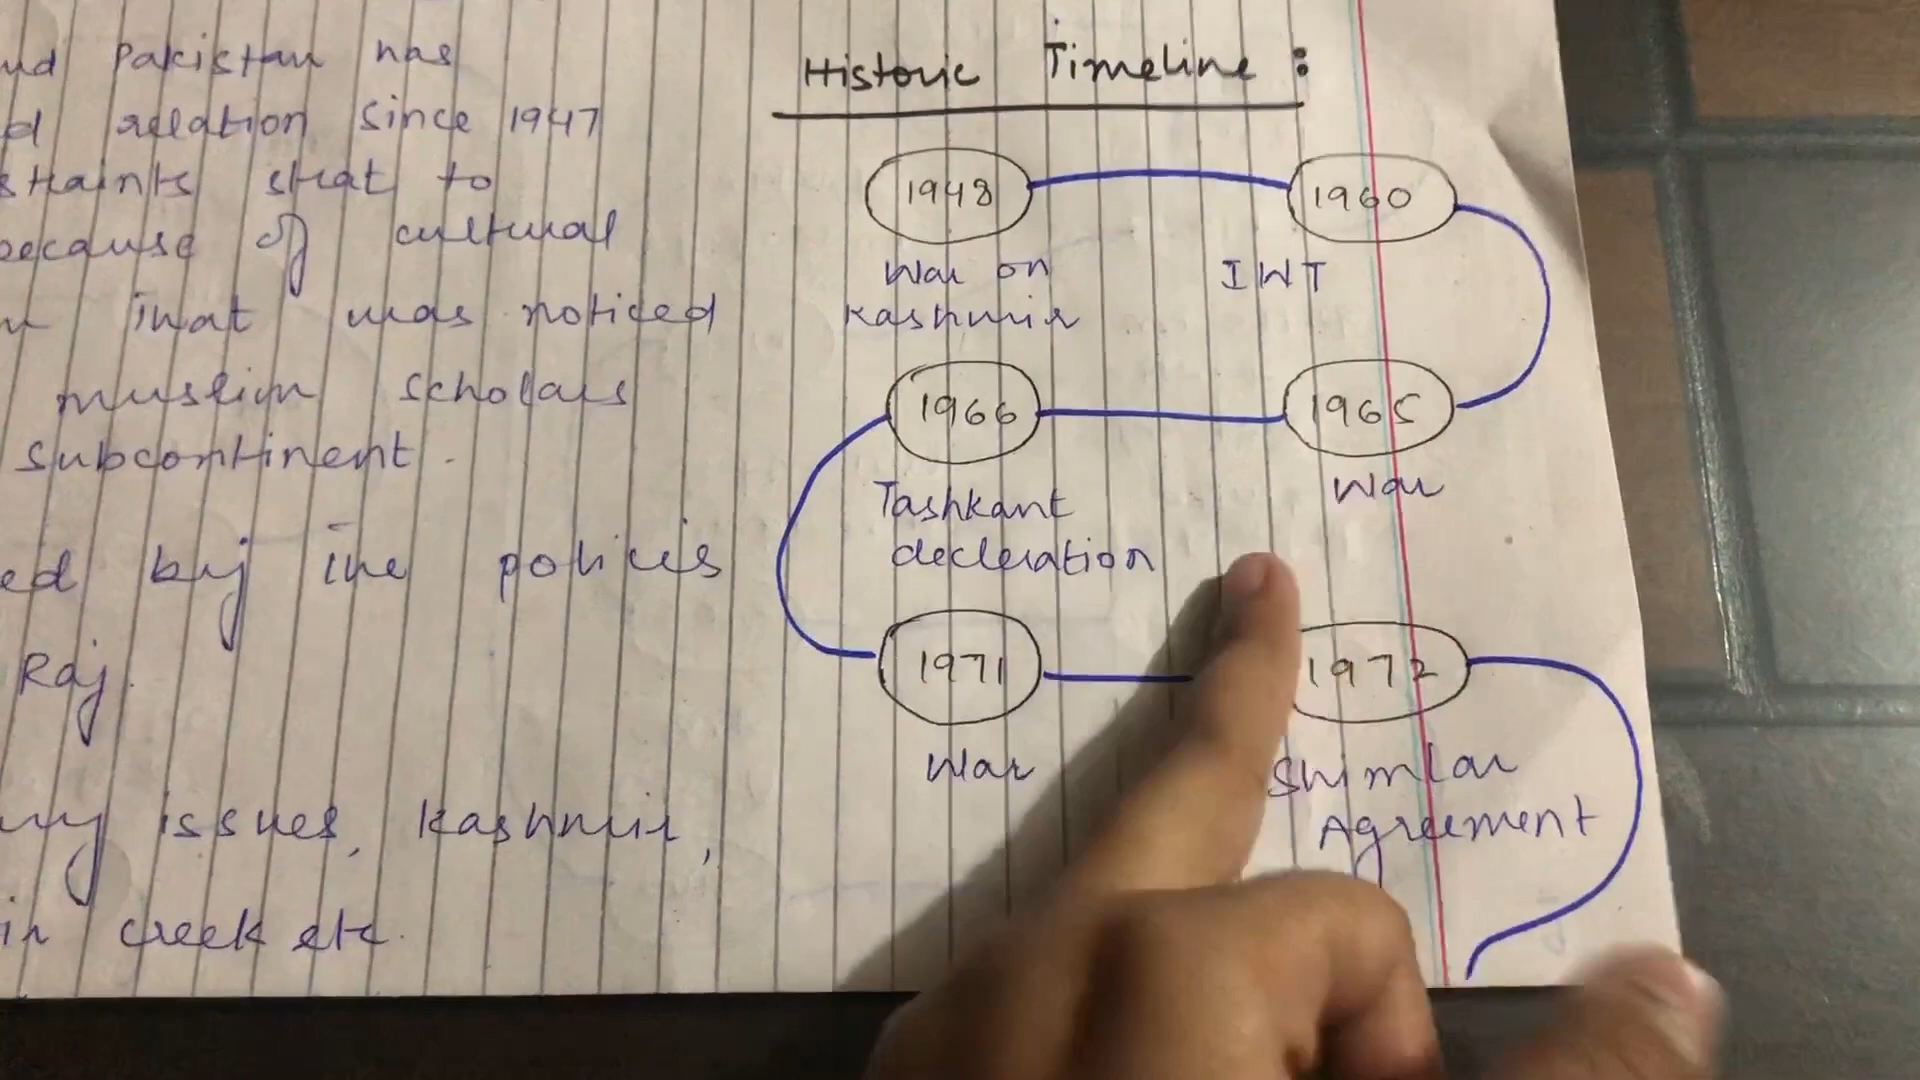 Pakistan has
relation since 1947
staints stat to
because of cultural
that was noticed
muslim scholars
subcontinent.
by the policies
Raj.
issues, Kashmir,
creek etc.
Historic Timeline :
1948
1960
War on
Kashmir
IWT
1966
1965
Tashkant
decleration
War
1971
1972
War
Shimla
Agreement